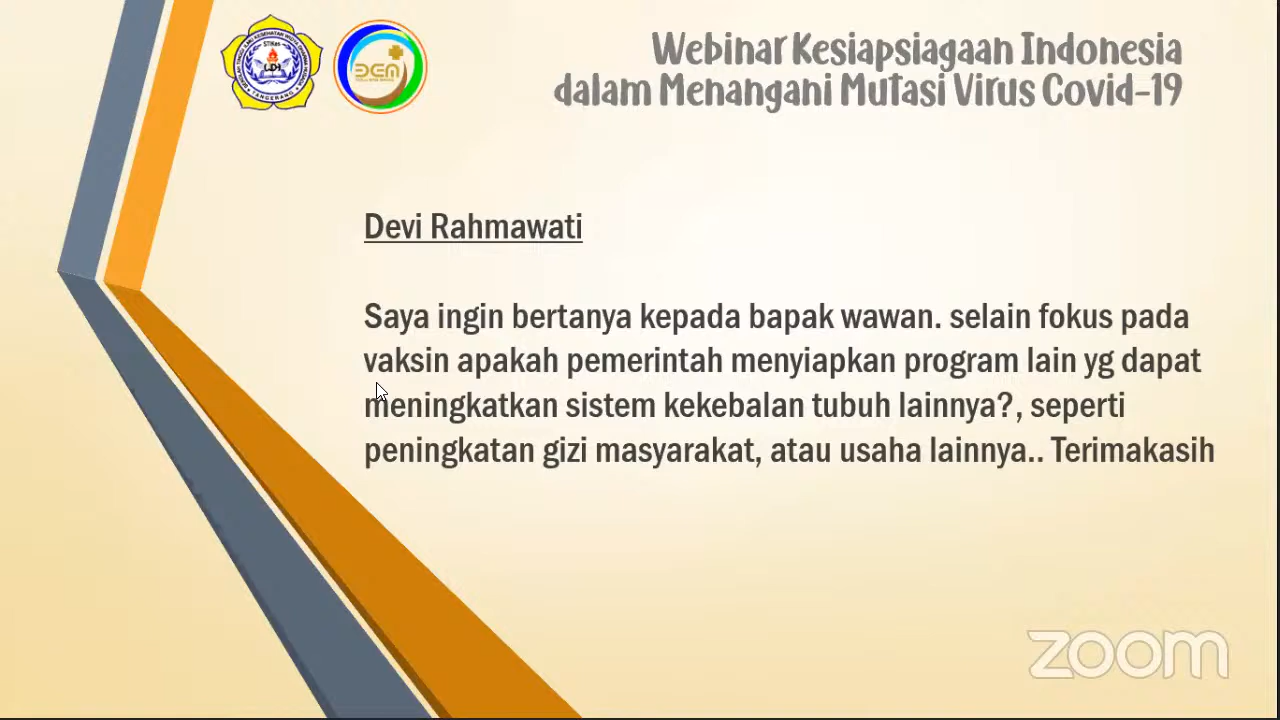 Webinar Kesiapsiagaan Indonesia
dalam Menangani Mutasi Virus Covid-19
Devi Rahmawati
Saya ingin bertanya kepada bapak wawan. selain fokus pada
vaksin apakah pemerintah menyiapkan program lain yg dapat
meningkatkan sistem kekebalan tubuh lainnya?, seperti
peningkatan gizi masyarakat, atau usaha lainnya.. Terimakasih
zoom